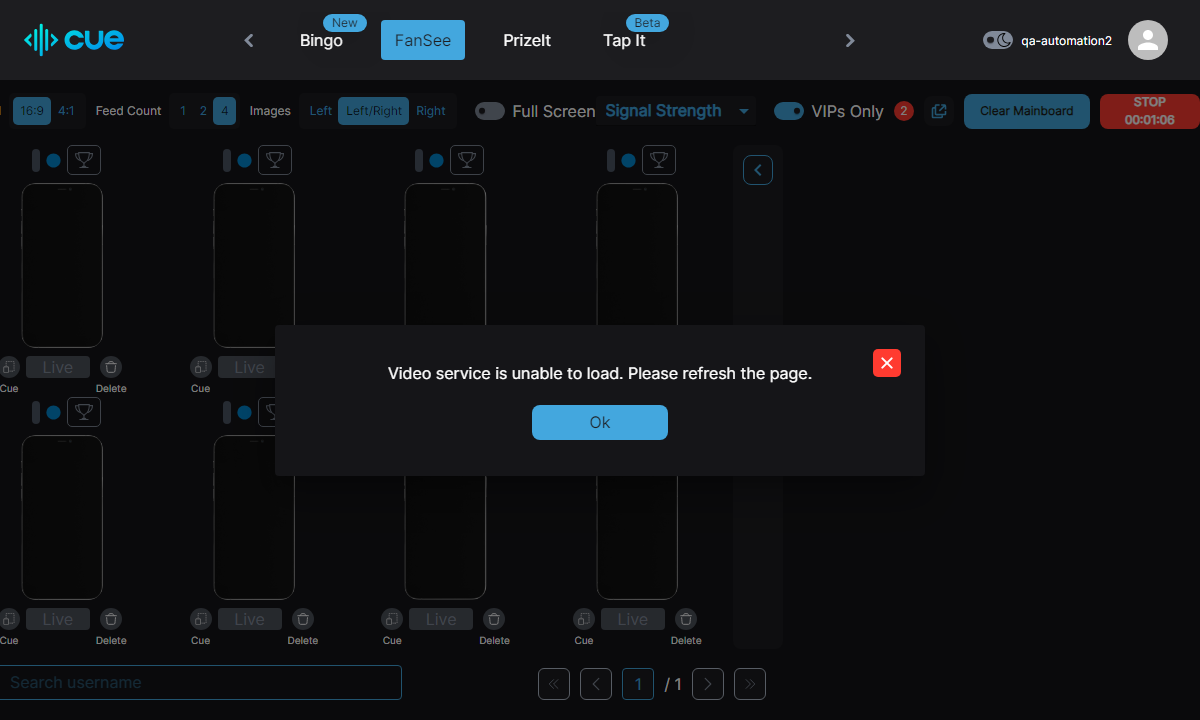 cue
New
Beta
Bingo
FanSee
PrizeIt
Tap It
qa-automation2
16:9 4:1 Feed Count 1 2 4 Images Left Left/Right Right Full Screen Signal Strength VIPs Only 2 Clear Mainboard STOP
00:01:06
Live Live
Cue Delete Cue
Video service is unable to load. Please refresh the page.
Ok
Live Live Live Live
Cue Delete Cue Delete Cue Delete Cue Delete
Search username
1 / 1